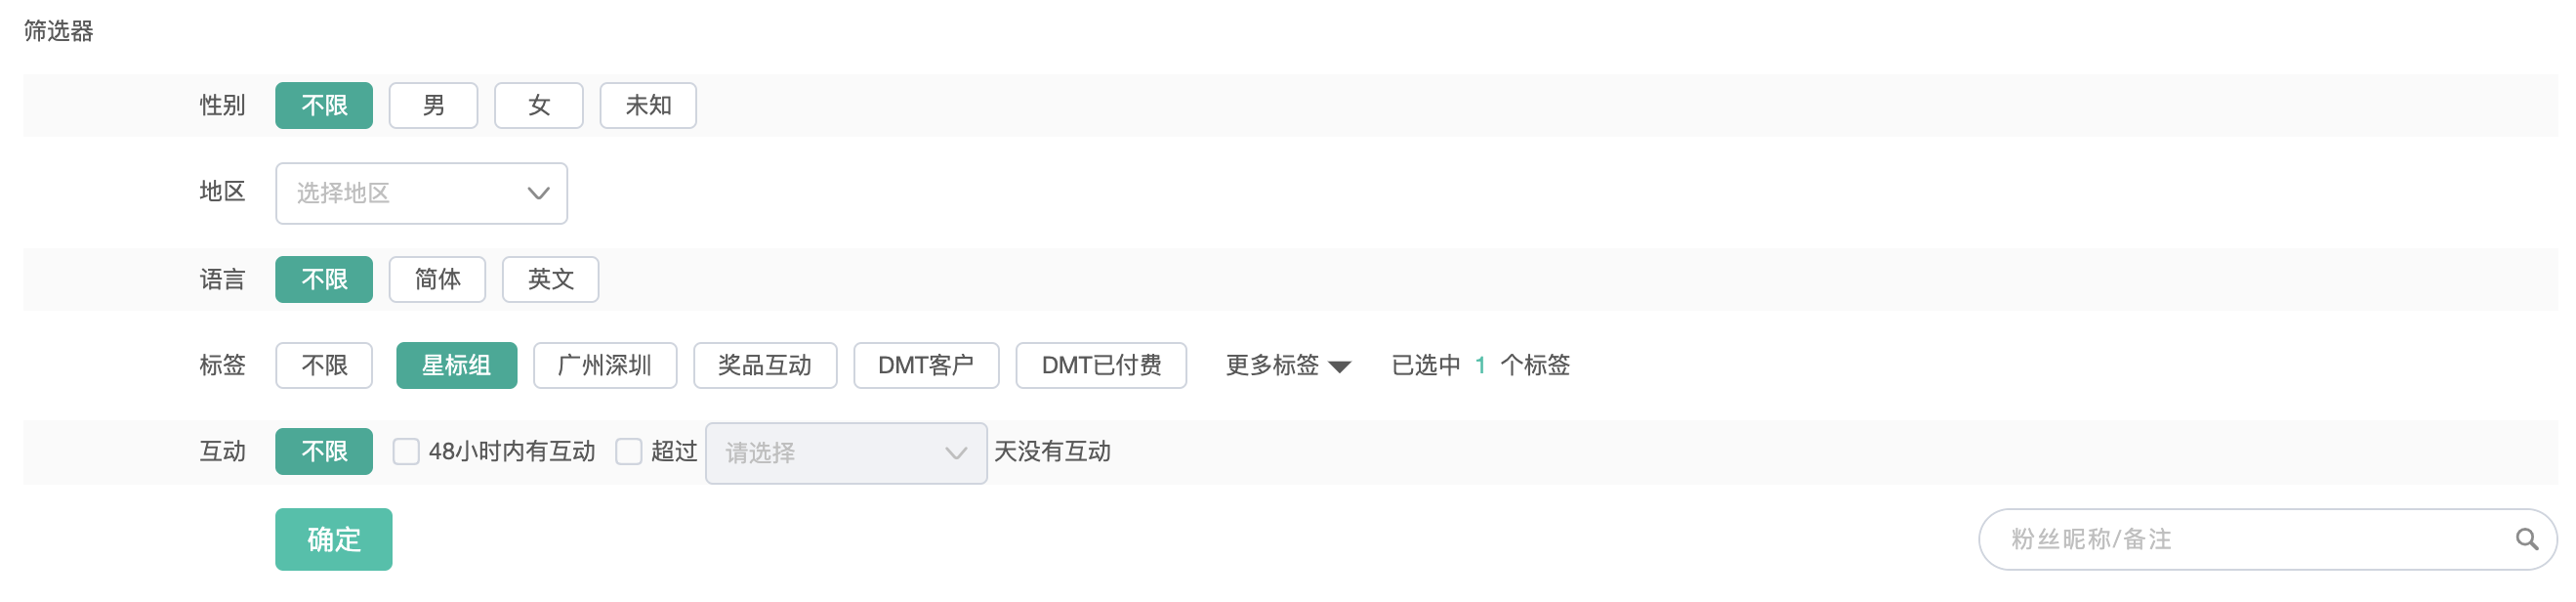 筛选器
性别 不限 男 女 未知
地区 选择地区
语言 不限 简体 英文
标签 不限 星标组 广州深圳 奖品互动 DMT客户 DMT已付费 更多标签 已选中 1 个标签
互动 不限 48小时内有互动 超过 请选择 天没有互动
确定 粉丝昵称/备注